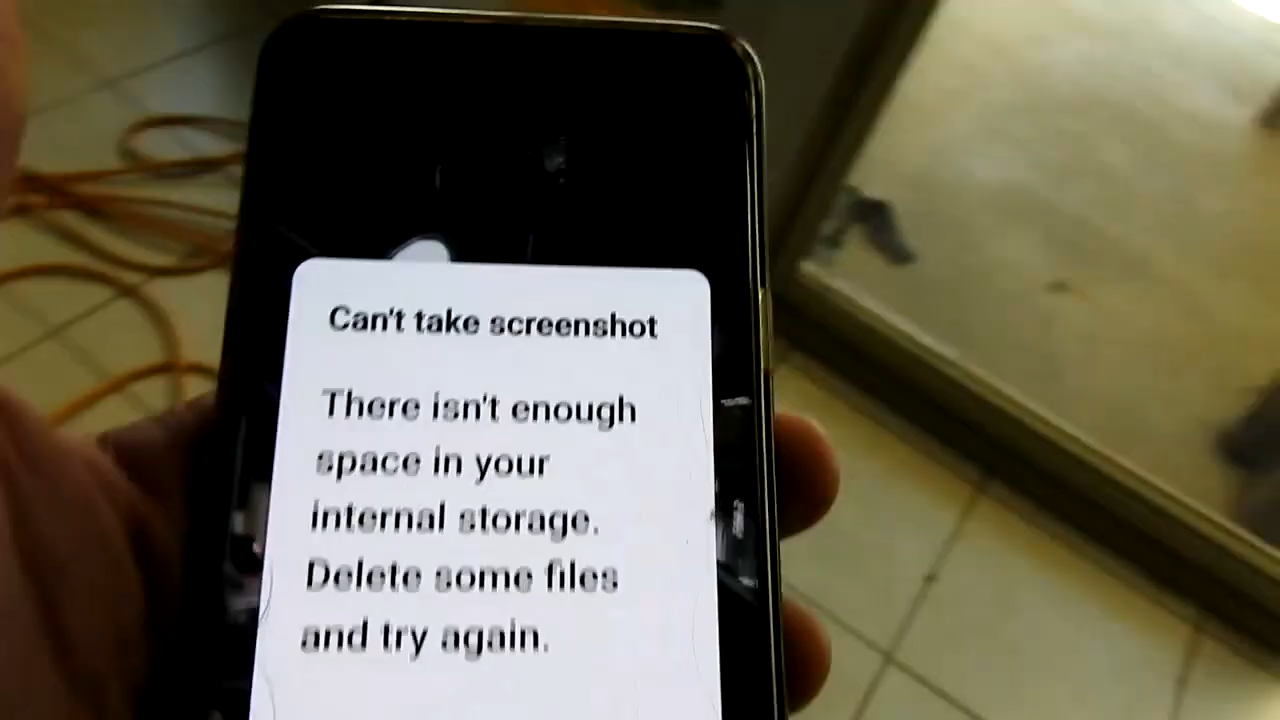 Can't take screenshot
There isn't enough
space in your
internal storage.
Delete some files
and try again.